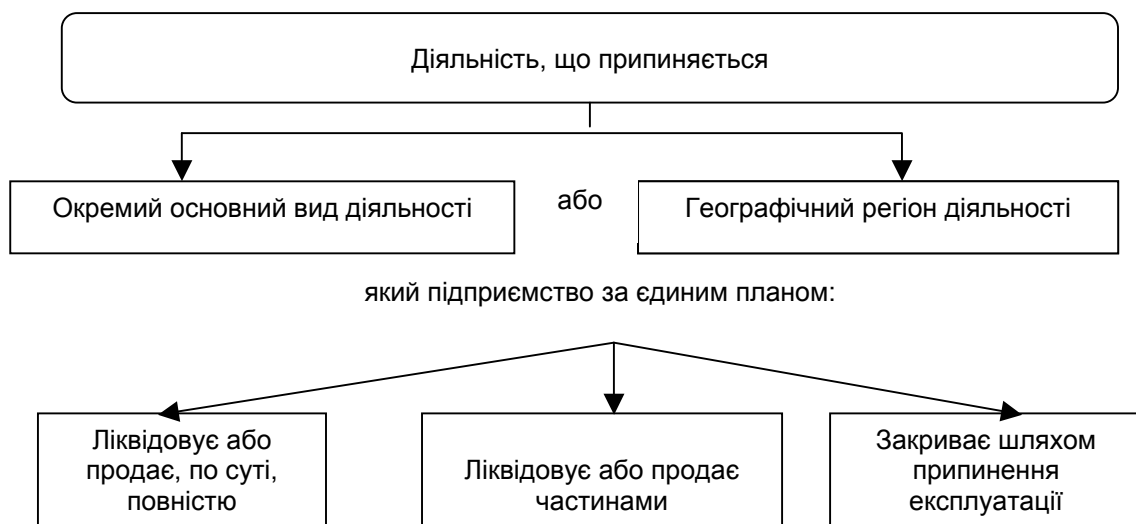 Діяльність, що припиняється
Окремий основний вид діяльності
або
Географічний регіон діяльності
який підприємство за єдиним планом:
Ліквідовує або
продає, по суті,
повністю
Ліквідовує або продає
частинами
Закриває шляхом
припинення
експлуатації